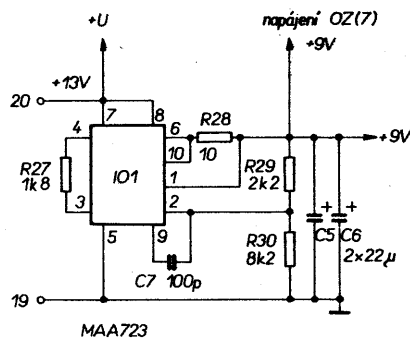 +U
napájení OZ(7)
+9V
+13V
20
7
8
4
6
R28
+9V
10
10
R27
1k8
IO1
1
R29
2k2
3
2
5
9
C7
100p
R30
8k2
+
+
C5
C6
2×22µ
19
MAA723